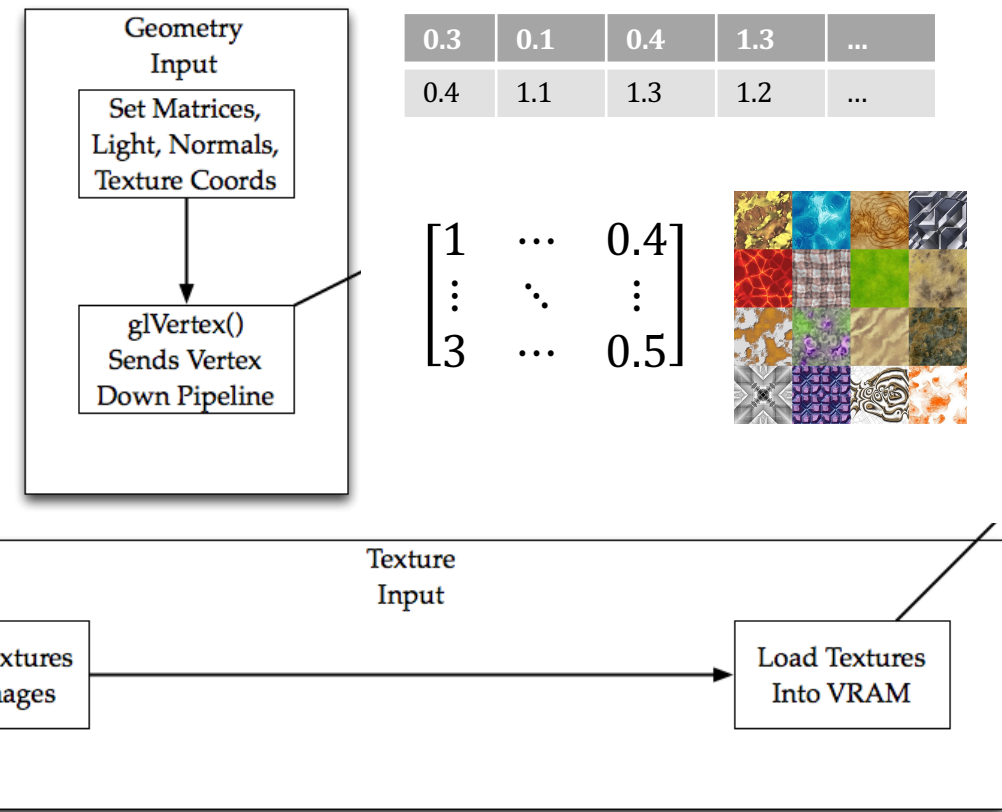 Geometry
Input
Set Matrices,
Light, Normals,
Texture Coords
glVertex()
Sends Vertex
Down Pipeline
0.3 0.1 0.4 1.3 ...
0.4 1.1 1.3 1.2 ...
1 ⋯ 0.4
⋮ ⋱ ⋮
3 ⋯ 0.5
Texture
Input
xtures
ages
Load Textures
Into VRAM